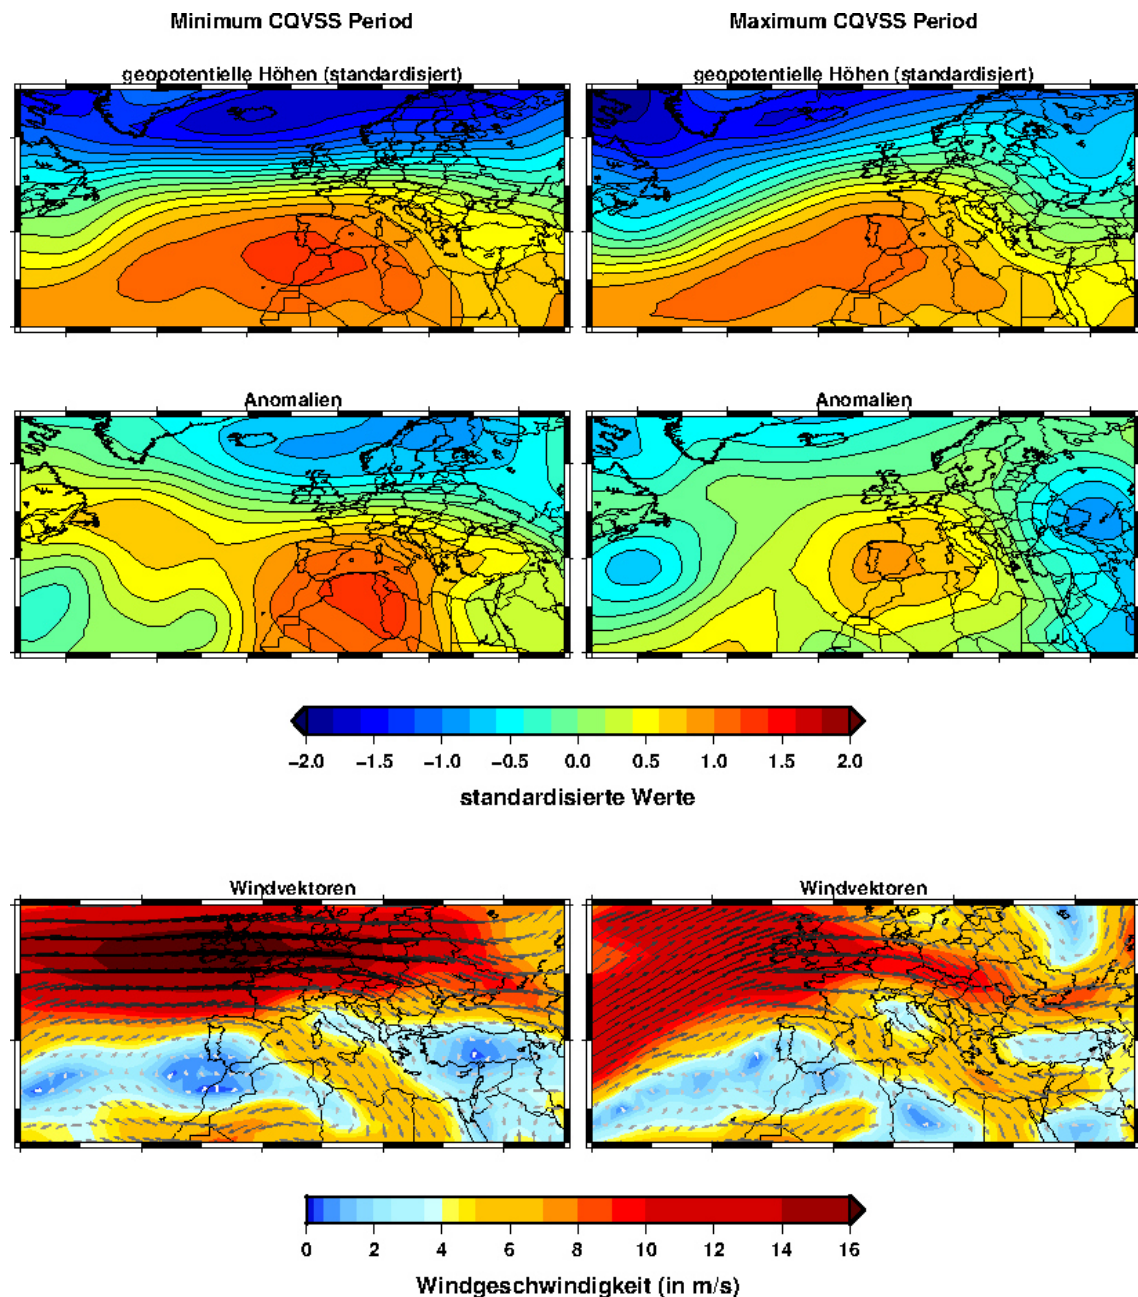 Minimum CQVSS Period
Maximum CQVSS Period
geopotentielle Höhen (standardisiert)
geopotentielle Höhen (standardisiert)
Anomalien
Anomalien
−2.0 −1.5 −1.0 −0.5 0.0 0.5 1.0 1.5 2.0
standardisierte Werte
Windvektoren
Windvektoren
0 2 4 6 8 10 12 14 16
Windgeschwindigkeit (in m/s)